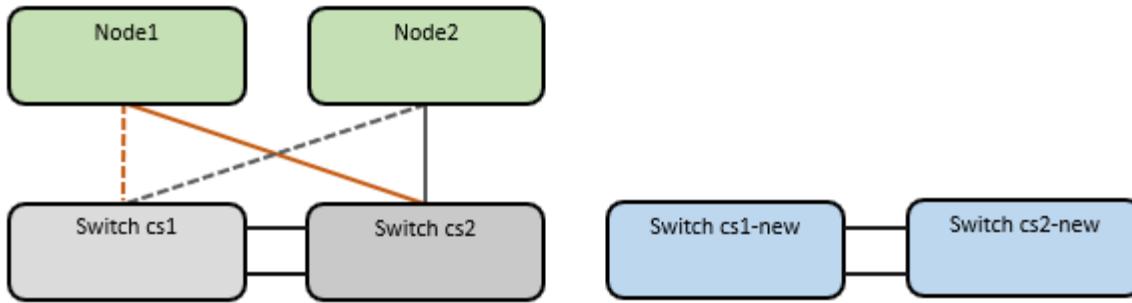 Node1
Node2
Switch cs1
Switch cs2
Switch cs1-new
Switch cs2-new